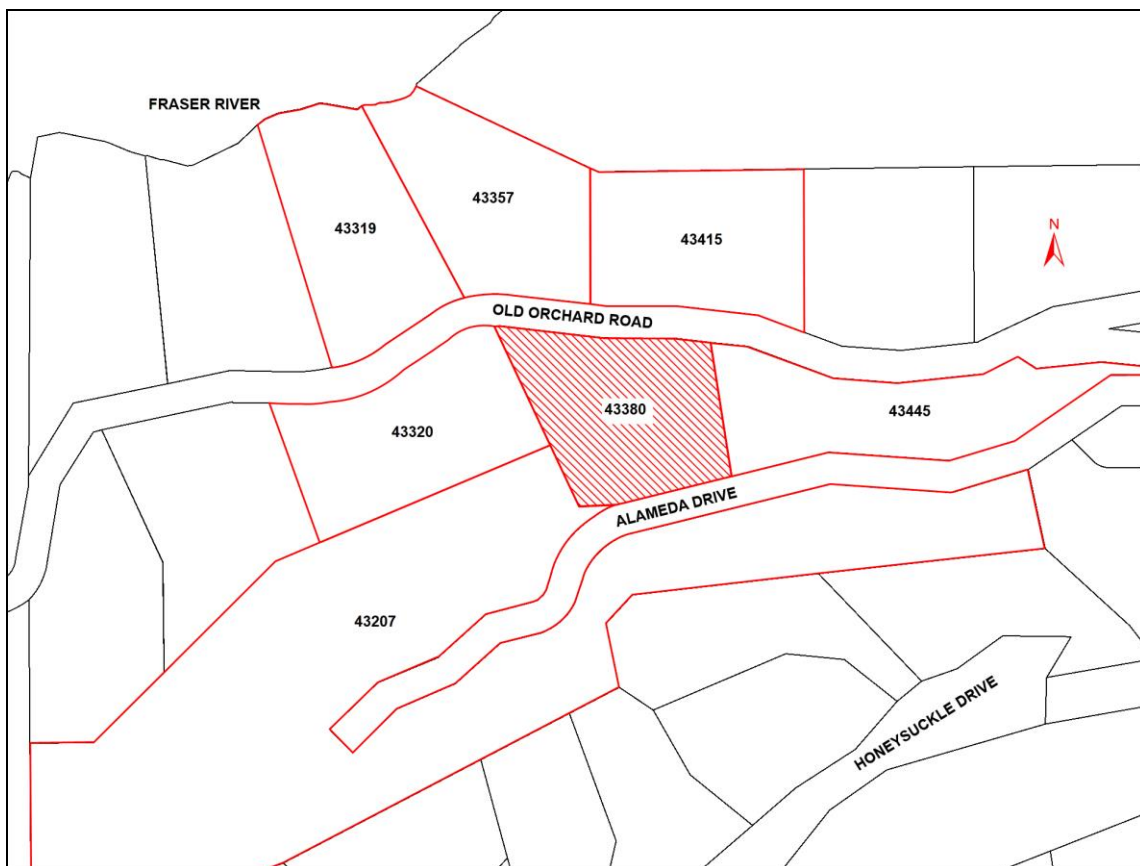 FRASER RIVER
43357
43319
43415
N
OLD ORCHARD ROAD
43380
43445
43320
ALAMEDA DRIVE
43207
HONEYSUCKLE DRIVE